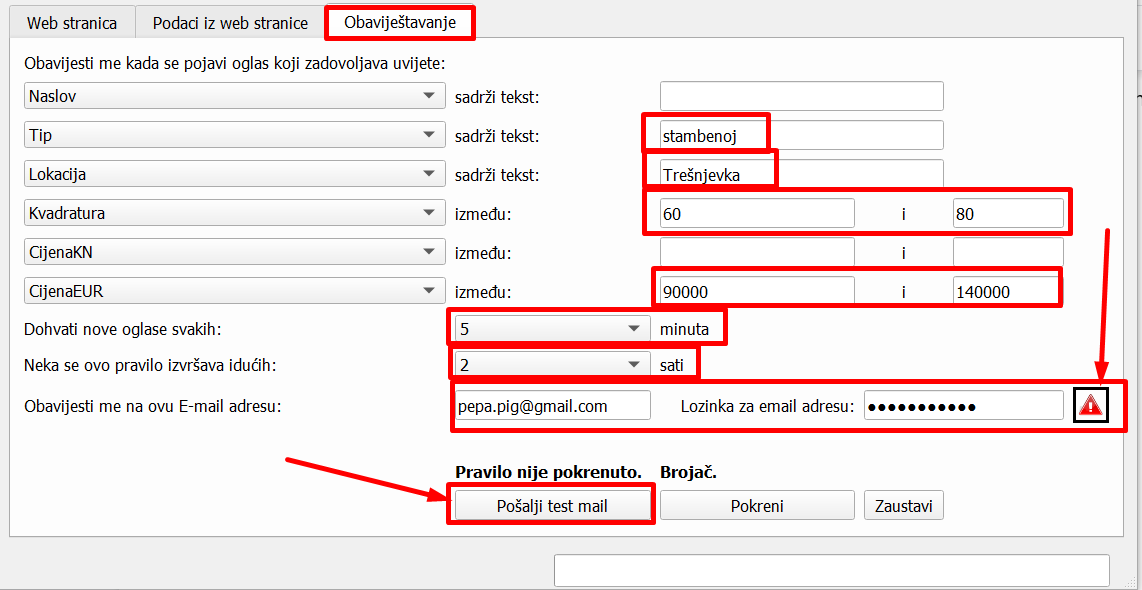 Web stranica Podaci iz web stranice Obaviještavanje
Obavijesti me kada se pojavi oglas koji zadovoljava uvijete:
Naslov sadrži tekst:
Tip sadrži tekst: stambenoj
Lokacija sadrži tekst: Trešnjevka
Kvadratura između: 60 i 80
CijenaKN između: i
CijenaEUR između: 90000 i 140000
Dohvati nove oglase svakih: 5 minuta
Neka se ovo pravilo izvršava idućih: 2 sati
Obavijesti me na ovu E-mail adresu: pepa.pig@gmail.com Lozinka za email adresu: ●●●●●●●●●●●
Pravilo nije pokrenuto. Brojač.
Pošalji test mail Pokreni Zaustavi